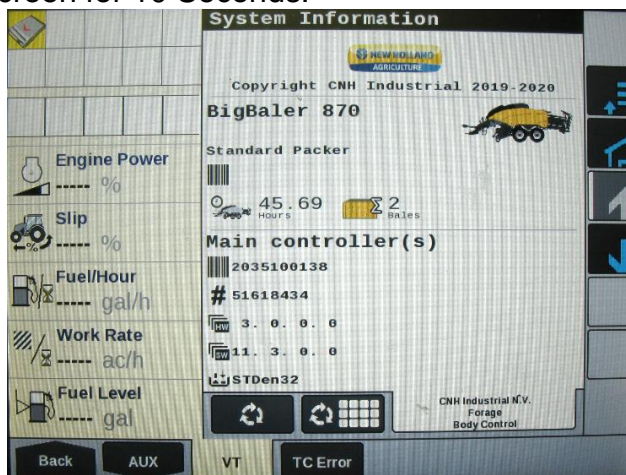 screen for 10 Seconds.
System Information
NEW HOLLAND
AGRICULTURE
Copyright CNH Industrial 2019-2020
BigBaler 870
Standard Packer
45.69
Hours
Σ 2
Bales
Main controller(s)
2035100138
# 51618434
HW 3. 0. 0. 0
SW 11. 3. 0. 0
STDen32
CNH Industrial N.V.
Forage
Body Control
Engine Power
----- %
Slip
----- %
Fuel/Hour
----- gal/h
Work Rate
----- ac/h
Fuel Level
----- gal
Back
AUX
VT
TC Error